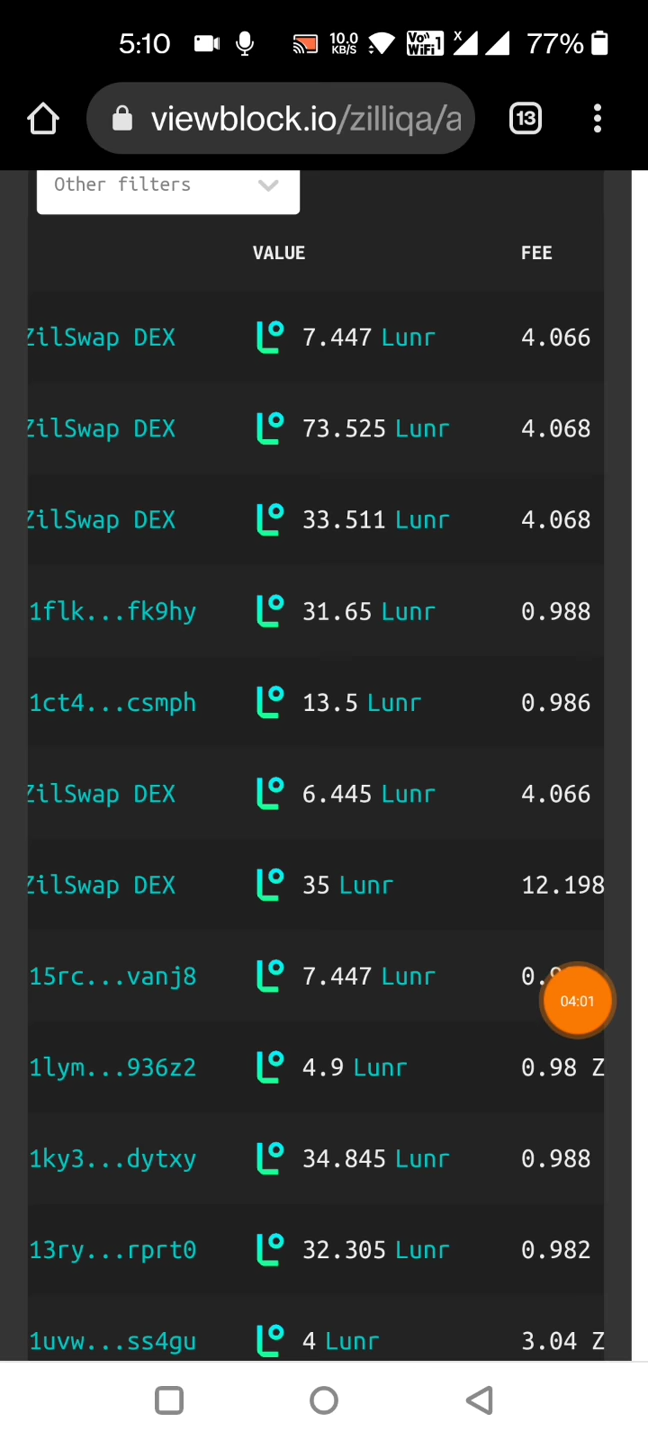 5:10 10.0 KB/S Vo)) WiFi 1 X 77%
viewblock.io/zilliqa/a 13
Other filters
VALUE FEE
ZilSwap DEX 7.447 Lunr 4.066
ZilSwap DEX 73.525 Lunr 4.068
ZilSwap DEX 33.511 Lunr 4.068
1flk...fk9hy 31.65 Lunr 0.988
1ct4...csmph 13.5 Lunr 0.986
ZilSwap DEX 6.445 Lunr 4.066
ZilSwap DEX 35 Lunr 12.198
15rc...vanj8 7.447 Lunr
04:01
1lym...936z2 4.9 Lunr 0.98 Z
1ky3...dytxy 34.845 Lunr 0.988
13ry...rprt0 32.305 Lunr 0.982
1uvw...ss4gu 4 Lunr 3.04 Z